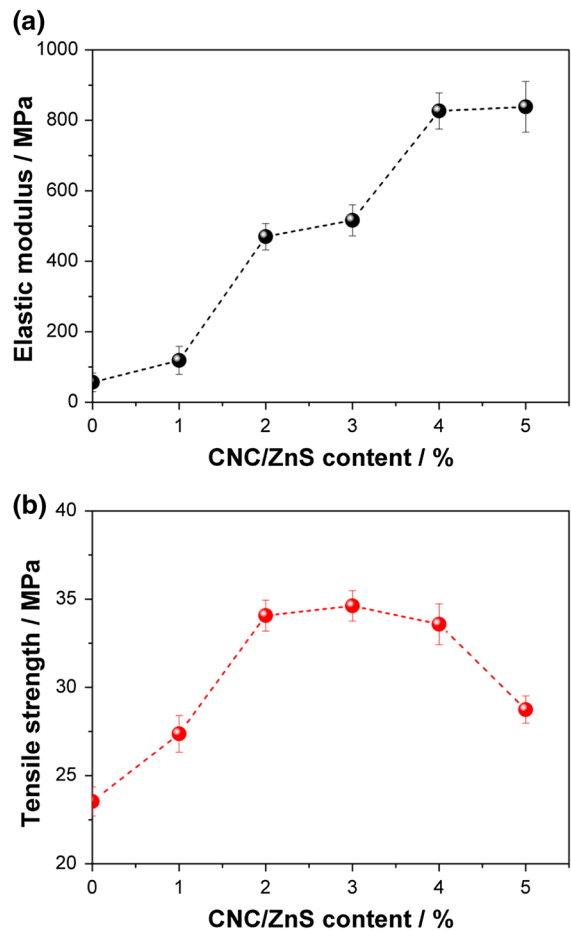 (a)
1000
800
600
400
200
0
Elastic modulus / MPa
0 1 2 3 4 5
CNC/ZnS content / %
(b)
40
35
30
25
20
Tensile strength / MPa
0 1 2 3 4 5
CNC/ZnS content / %